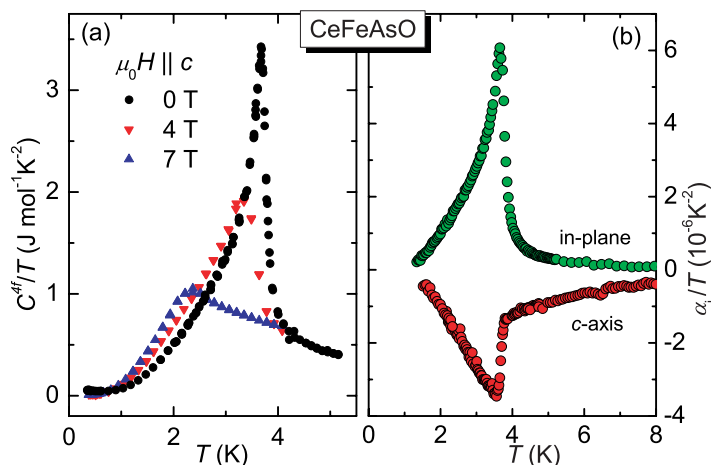 CeFeAsO
(a)
μ₀H || c
0 T
4 T
7 T
C⁴ᶠ/T (J mol⁻¹K⁻²)
3
2
1
0
0 2 4
T (K)
(b)
in-plane
c-axis
αᵢ/T (10⁻⁶K⁻²)
6
4
2
0
-2
-4
0 2 4 6 8
T (K)